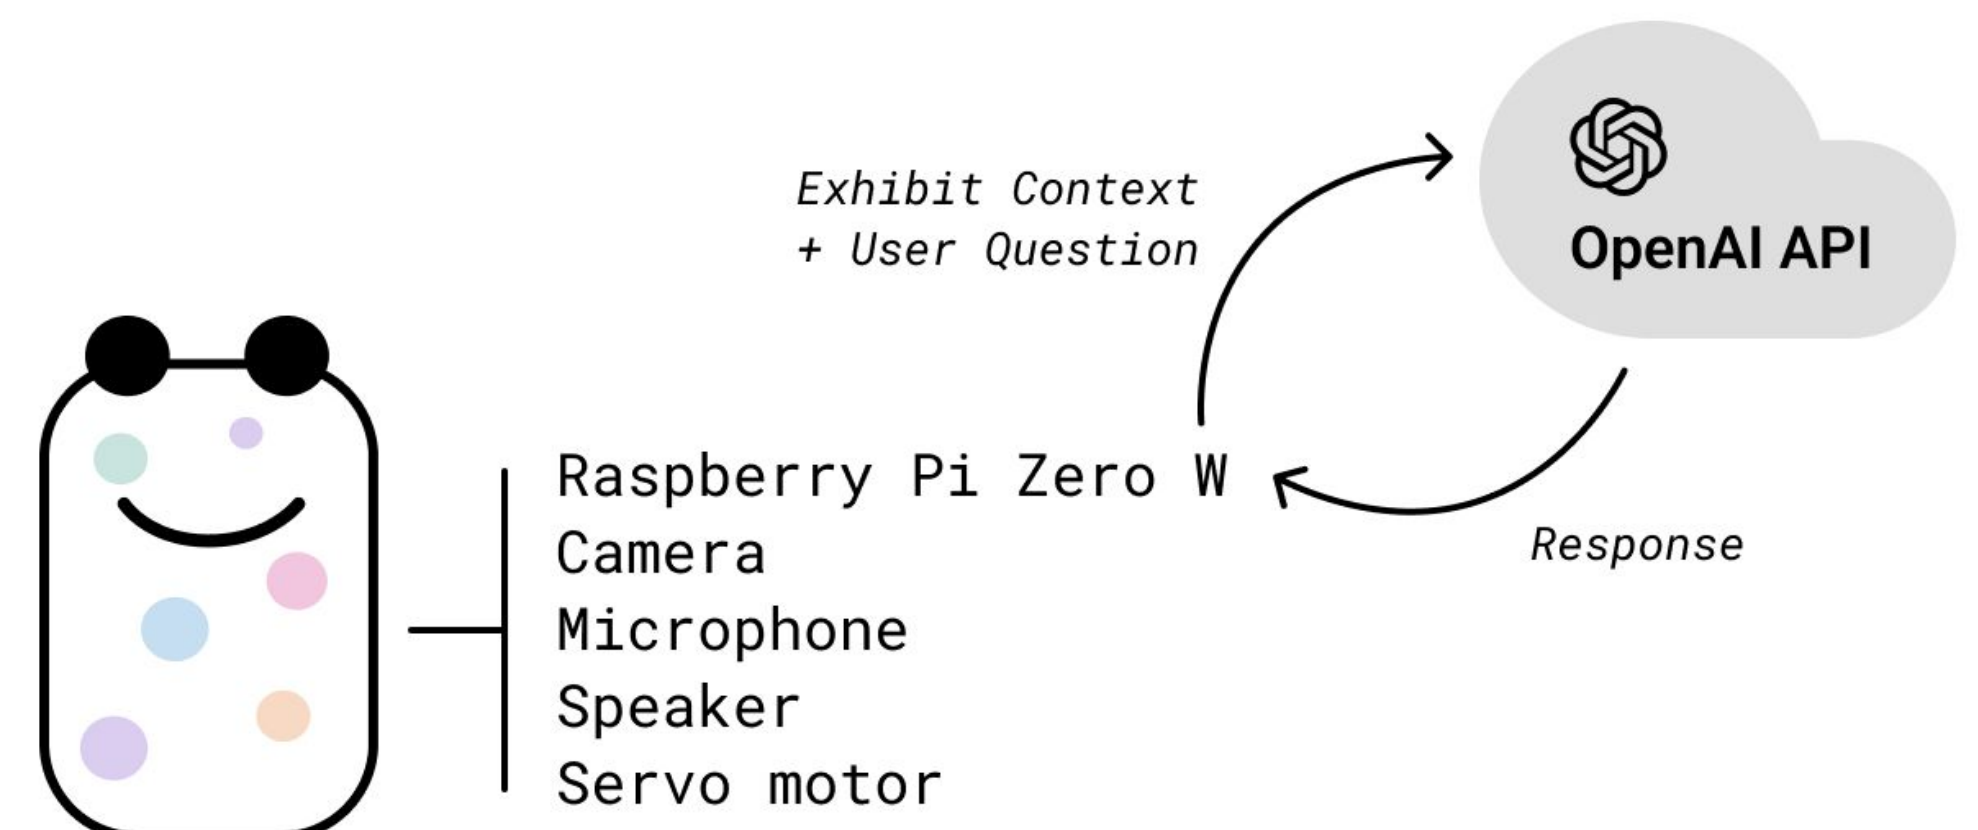 Exhibit Context
+ User Question
OpenAI API
Raspberry Pi Zero W
Camera
Microphone
Speaker
Servo motor
Response